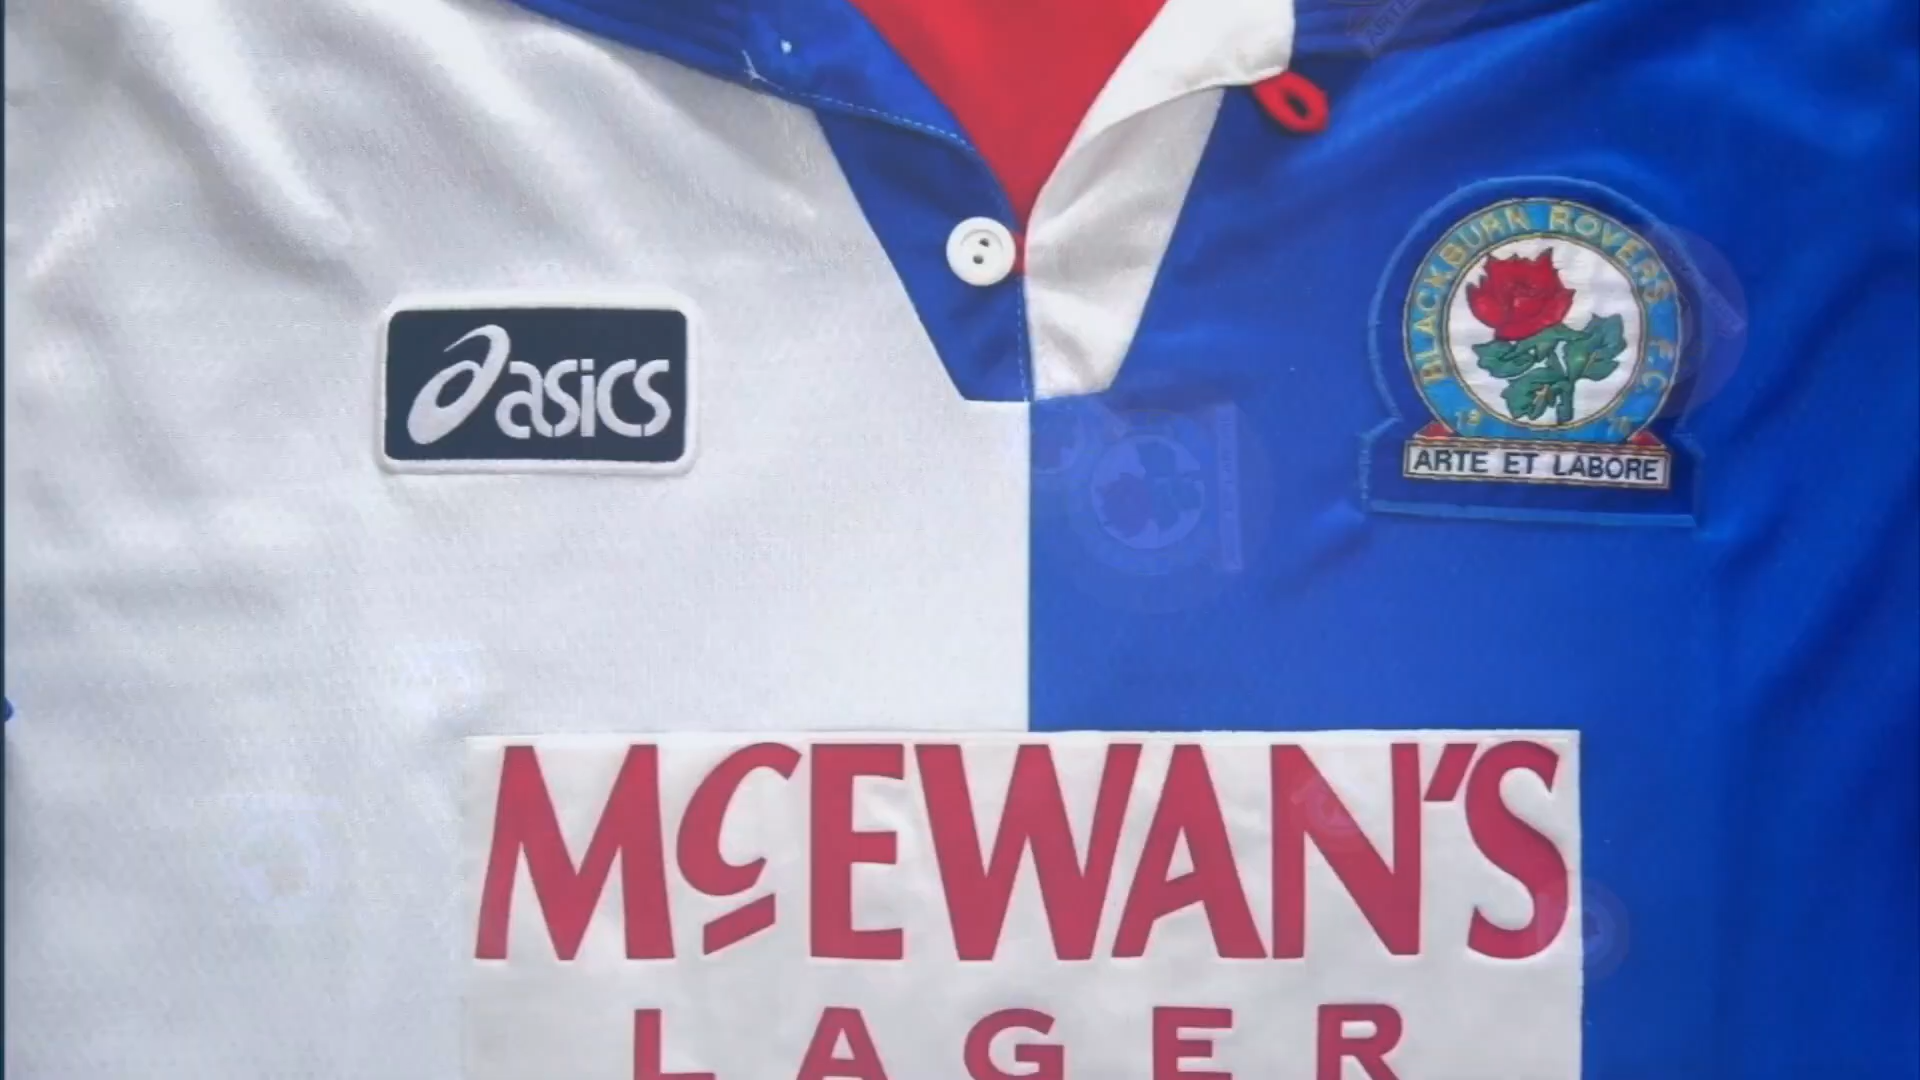 asics
BLACKBURN ROVERS F.C.
ARTE ET LABORE
McEWAN'S
LAGER